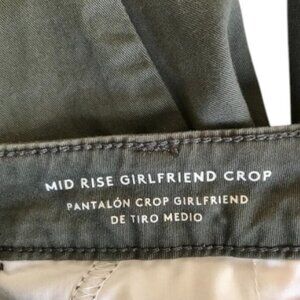 MID RISE GIRLFRIEND CROP
PANTALÓN CROP GIRLFRIEND
DE TIRO MEDIO